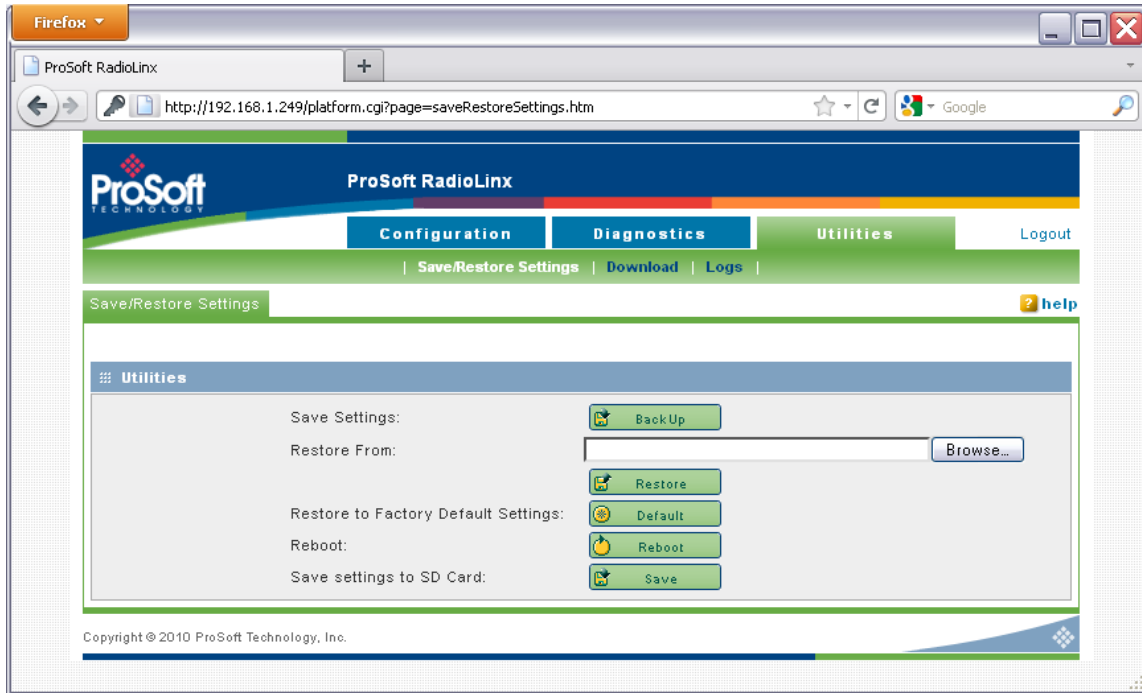 Firefox
ProSoft RadioLinx
http://192.168.1.249/platform.cgi?page=saveRestoreSettings.htm
Google
ProSoft
TECHNOLOGY
ProSoft RadioLinx
Configuration Diagnostics Utilities Logout
| Save/Restore Settings | Download | Logs |
Save/Restore Settings
? help
Utilities
Save Settings: BackUp
Restore From: Browse...
Restore
Restore to Factory Default Settings: Default
Reboot: Reboot
Save settings to SD Card: Save
Copyright © 2010 ProSoft Technology, Inc.